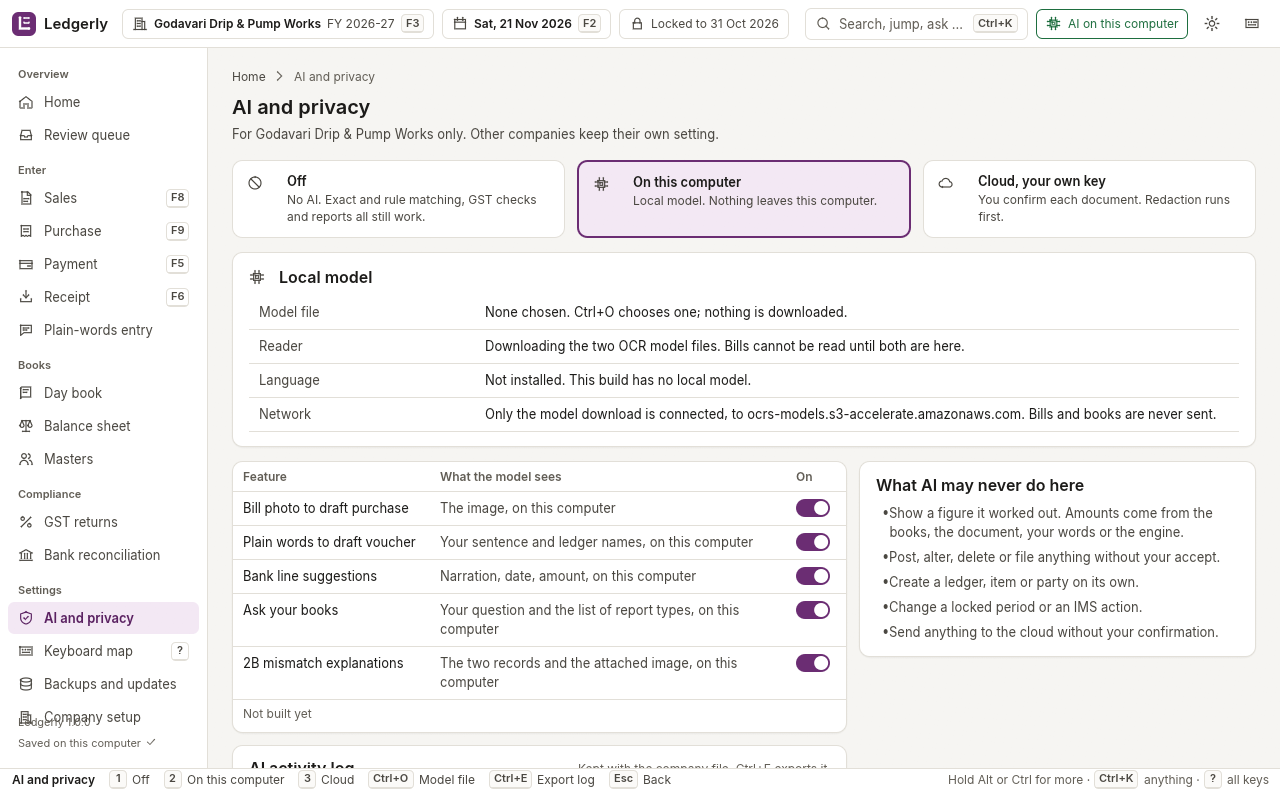 Ledgerly
Godavari Drip & Pump Works FY 2026-27 F3
Sat, 21 Nov 2026 F2
Locked to 31 Oct 2026
Search, jump, ask ... Ctrl+K
AI on this computer
Overview
Home
Review queue
Enter
Sales F8
Purchase F9
Payment F5
Receipt F6
Plain-words entry
Books
Day book
Balance sheet
Masters
Compliance
GST returns
Bank reconciliation
Settings
AI and privacy
Keyboard map ?
Backups and updates
Company setup
Ledgerly 1.0.0
Saved on this computer
Home > AI and privacy
AI and privacy
For Godavari Drip & Pump Works only. Other companies keep their own setting.
Off
No AI. Exact and rule matching, GST checks
and reports all still work.
On this computer
Local model. Nothing leaves this computer.
Cloud, your own key
You confirm each document. Redaction runs
first.
Local model
Model file None chosen. Ctrl+O chooses one; nothing is downloaded.
Reader Downloading the two OCR model files. Bills cannot be read until both are here.
Language Not installed. This build has no local model.
Network Only the model download is connected, to ocrs-models.s3-accelerate.amazonaws.com. Bills and books are never sent.
Feature What the model sees On
Bill photo to draft purchase The image, on this computer
Plain words to draft voucher Your sentence and ledger names, on this computer
Bank line suggestions Narration, date, amount, on this computer
Ask your books Your question and the list of report types, on this
computer
2B mismatch explanations The two records and the attached image, on this
computer
Not built yet
What AI may never do here
•Show a figure it worked out. Amounts come from the
books, the document, your words or the engine.
•Post, alter, delete or file anything without your accept.
•Create a ledger, item or party on its own.
•Change a locked period or an IMS action.
•Send anything to the cloud without your confirmation.
AI activity log Kept with the company file. Ctrl+E exports it.
AI and privacy 1 Off 2 On this computer 3 Cloud Ctrl+O Model file Ctrl+E Export log Esc Back
Hold Alt or Ctrl for more · Ctrl+K anything · ? all keys